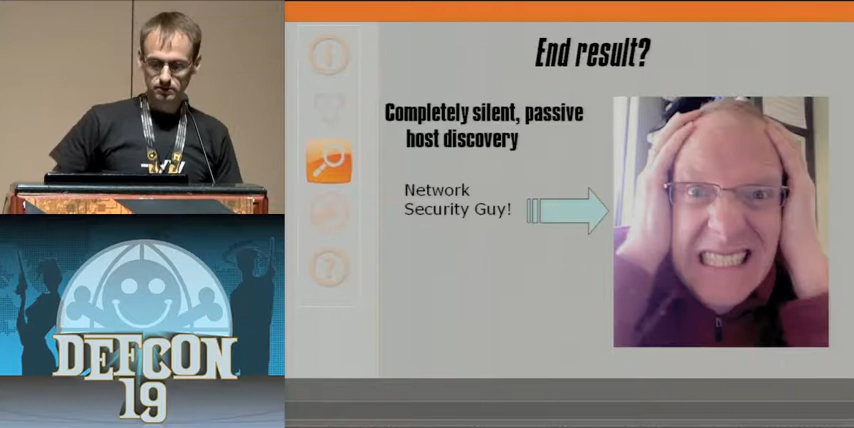 End result?
Completely silent, passive
host discovery
Network
Security Guy!
DEFCON
19